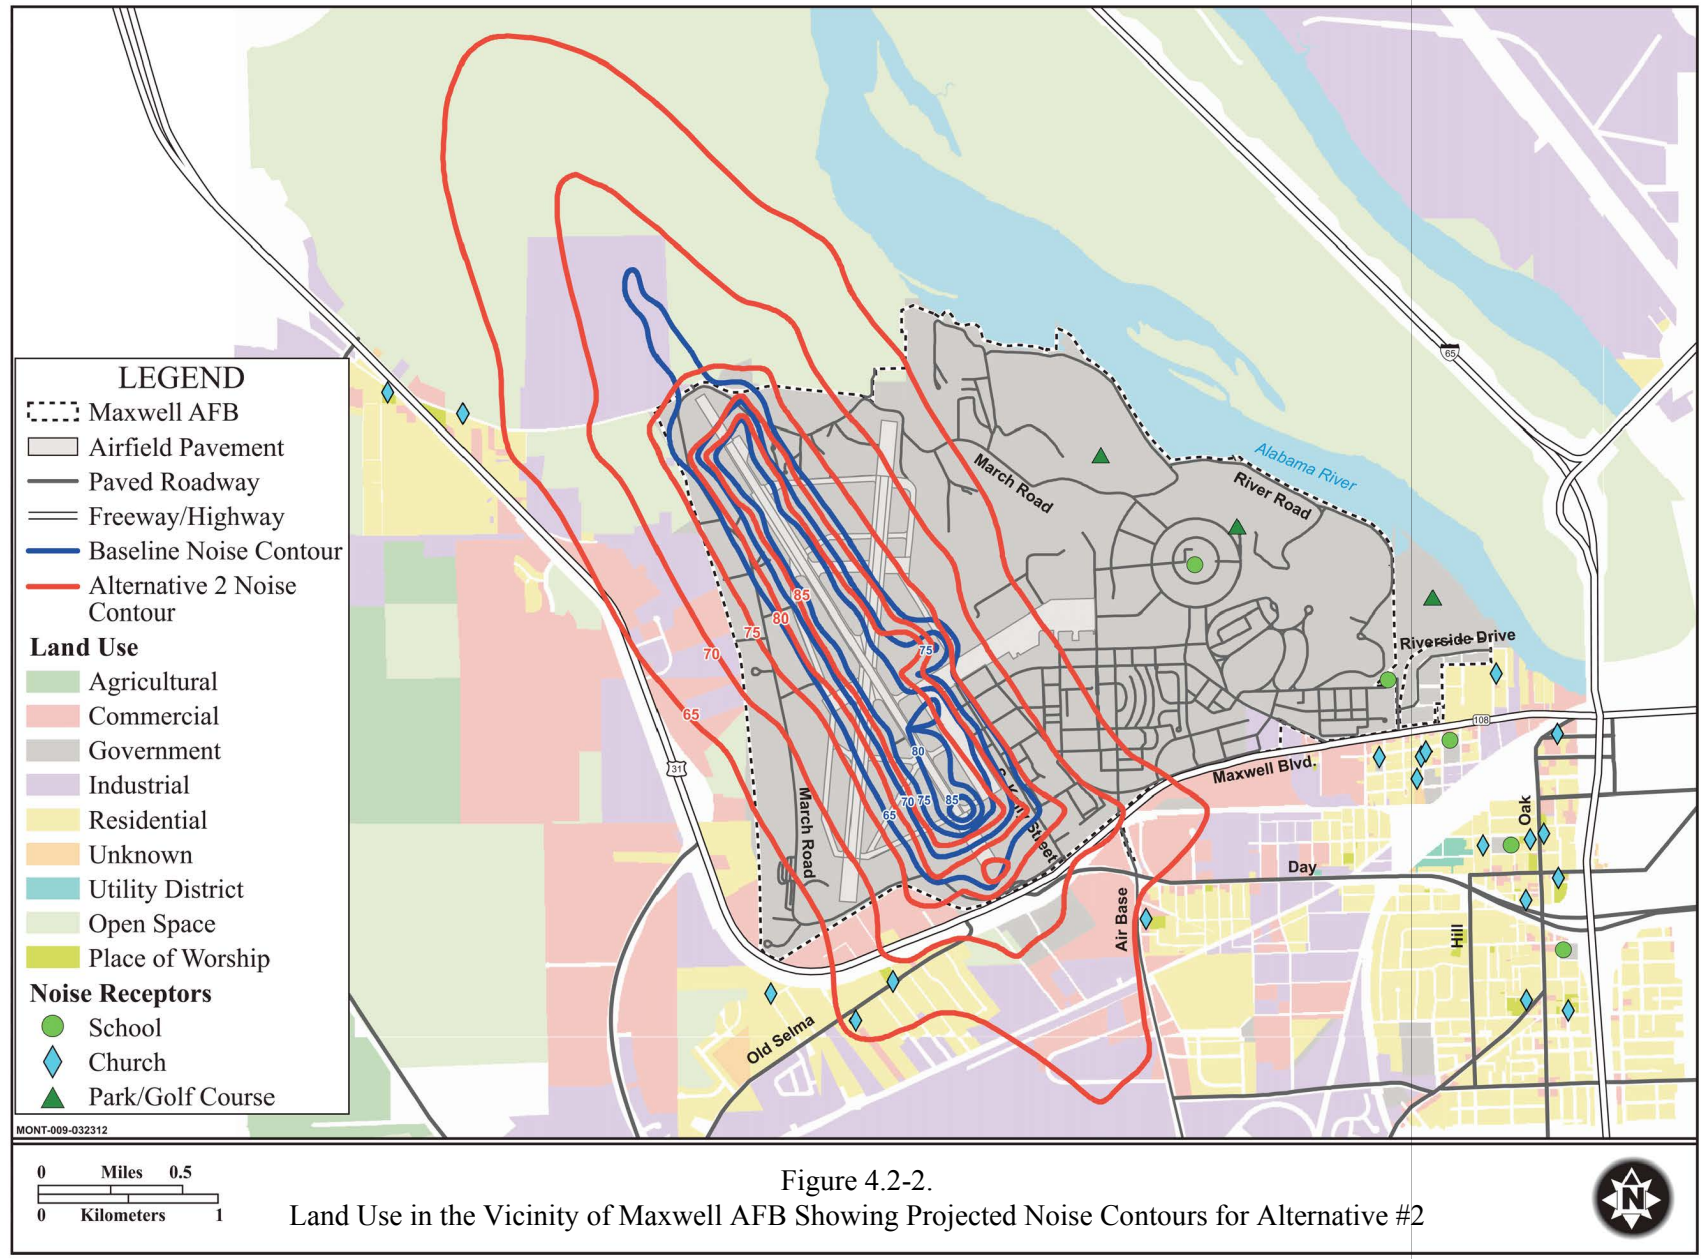 LEGEND
Maxwell AFB
Airfield Pavement
Paved Roadway
Freeway/Highway
Baseline Noise Contour
Alternative 2 Noise
Contour
Land Use
Agricultural
Commercial
Government
Industrial
Residential
Unknown
Utility District
Open Space
Place of Worship
Noise Receptors
School
Church
Park/Golf Course
MONT-009-032312
65
Alabama River
March Road
River Road
Riverside Drive
108
Maxwell Blvd.
85
80
75
70
65
75
80
85
75
70
65
31
March Road
Street
Oak
Day
Air Base
Hill
Old Selma
0 Miles 0.5
0 Kilometers 1
Figure 4.2-2.
Land Use in the Vicinity of Maxwell AFB Showing Projected Noise Contours for Alternative #2
N